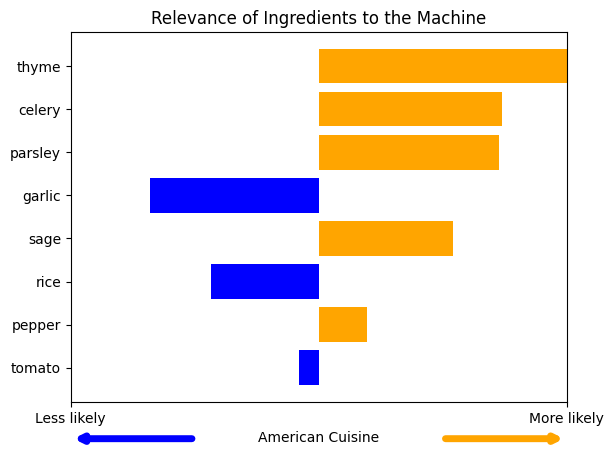 Relevance of Ingredients to the Machine
thyme
celery
parsley
garlic
sage
rice
pepper
tomato
Less likely
More likely
American Cuisine